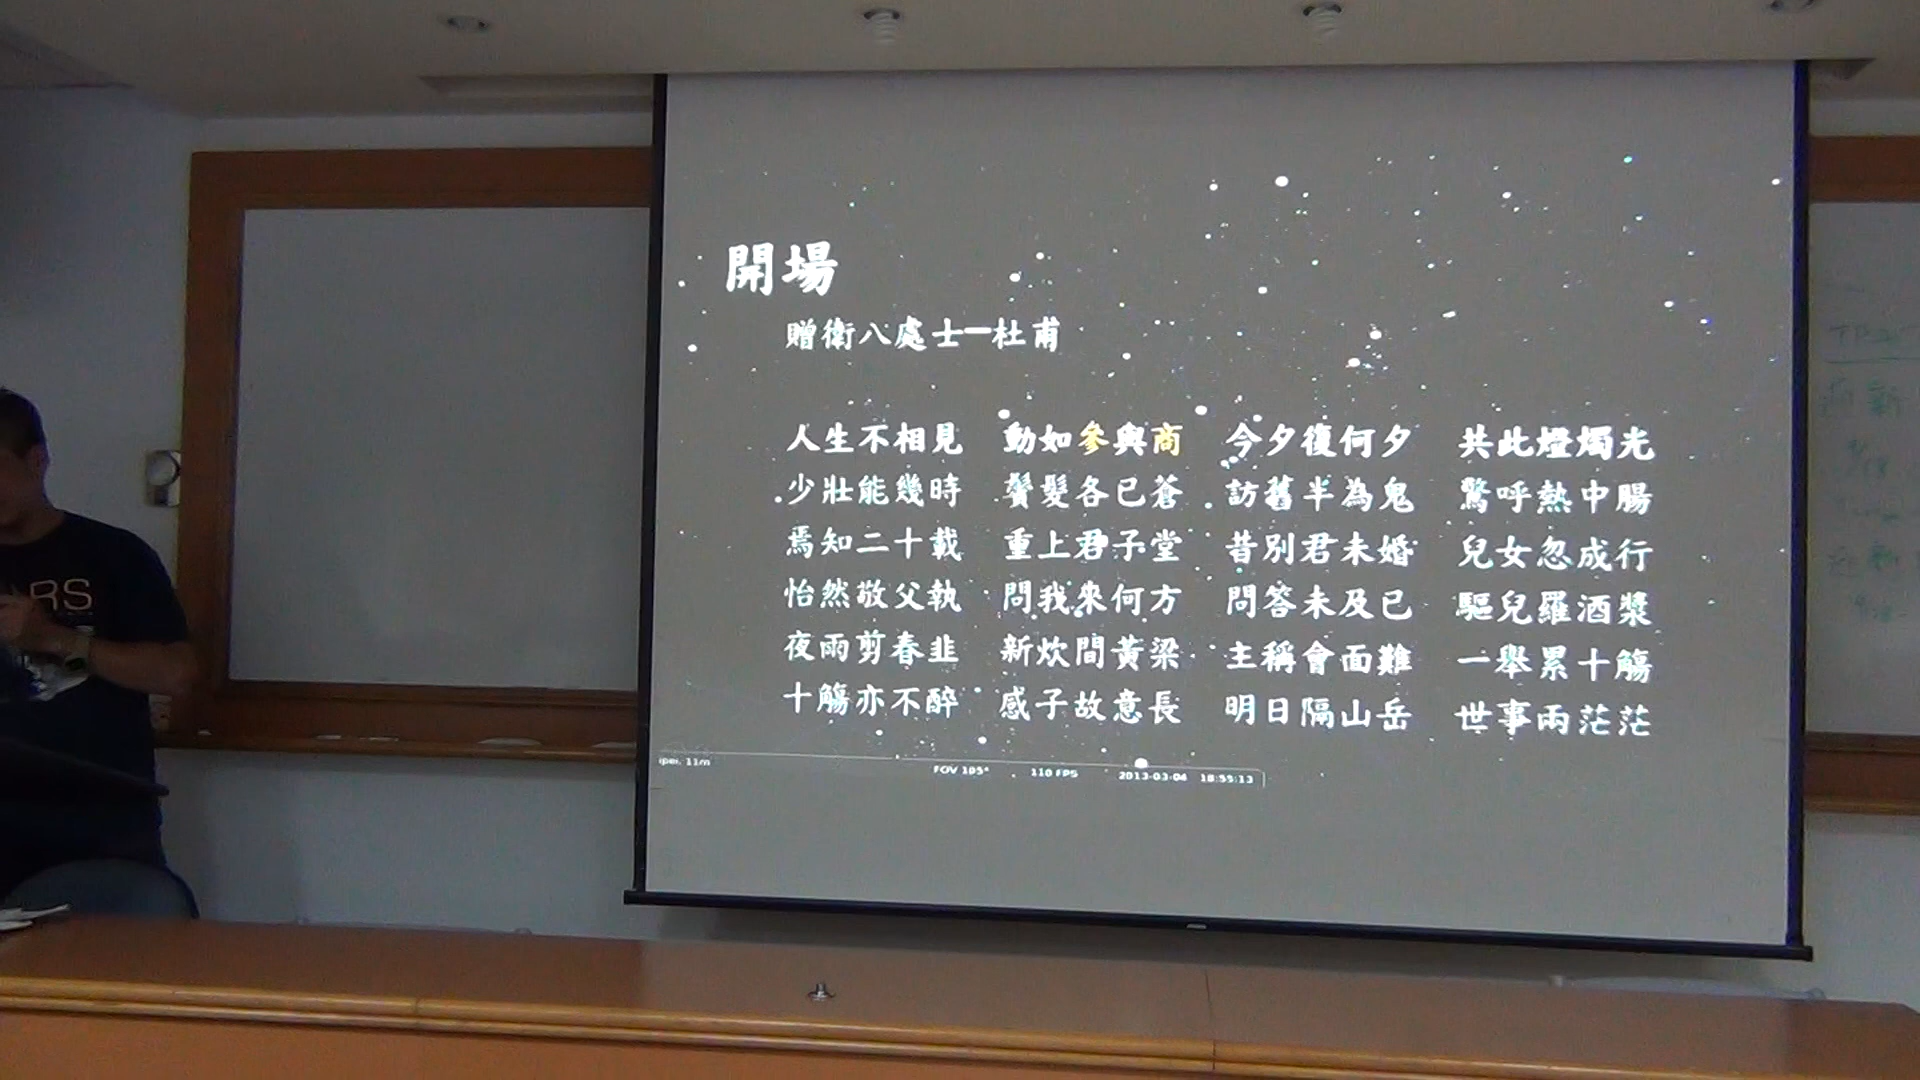 開場
贈衛八處士—杜甫
人生不相見 動如參與商 今夕復何夕 共此燈燭光
少壯能幾時 鬢髮各已蒼 訪舊半為鬼 驚呼熱中腸
焉知二十載 重上君子堂 昔別君未婚 兒女忽成行
怡然敬父執 問我來何方 問答未及已 驅兒羅酒漿
夜雨剪春韭 新炊間黃梁 主稱會面難 一舉累十觴
十觴亦不醉 感子故意長 明日隔山岳 世事兩茫茫
ipei, 11m FOV 105° 110 FPS 2013-03-04 18:55:13
RS